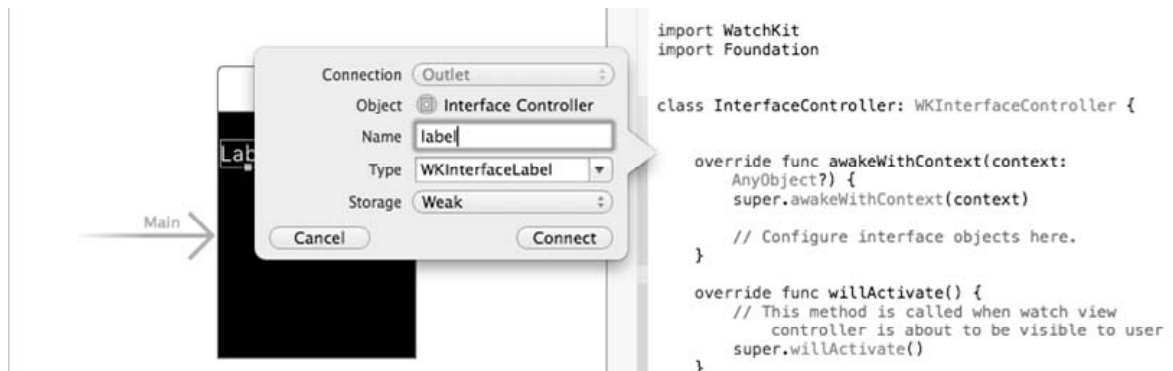 Connection Outlet
Object Interface Controller
Name label
Type WKInterfaceLabel
Storage Weak
Cancel Connect
Lab
Main
import WatchKit
import Foundation
class InterfaceController: WKInterfaceController {
override func awakeWithContext(context:
AnyObject?) {
super.awakeWithContext(context)
// Configure interface objects here.
}
override func willActivate() {
// This method is called when watch view
controller is about to be visible to user
super.willActivate()
}